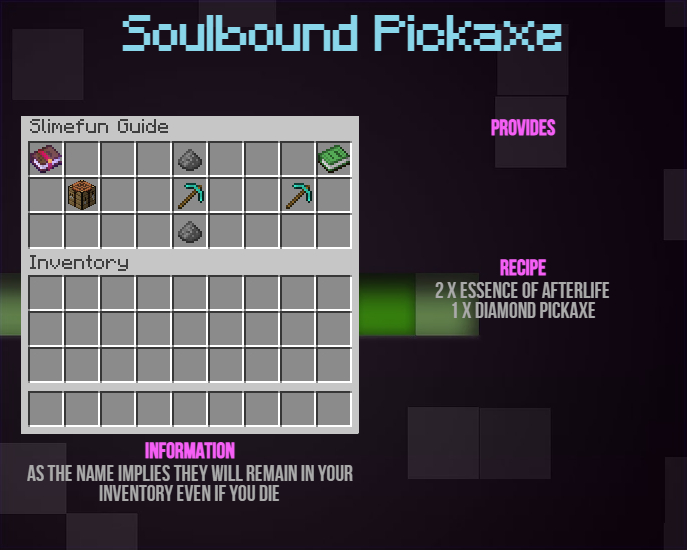 Soulbound Pickaxe
Slimefun Guide
Inventory
PROVIDES
RECIPE
2 X ESSENCE OF AFTERLIFE
1 X DIAMOND PICKAXE
INFORMATION
AS THE NAME IMPLIES THEY WILL REMAIN IN YOUR
INVENTORY EVEN IF YOU DIE